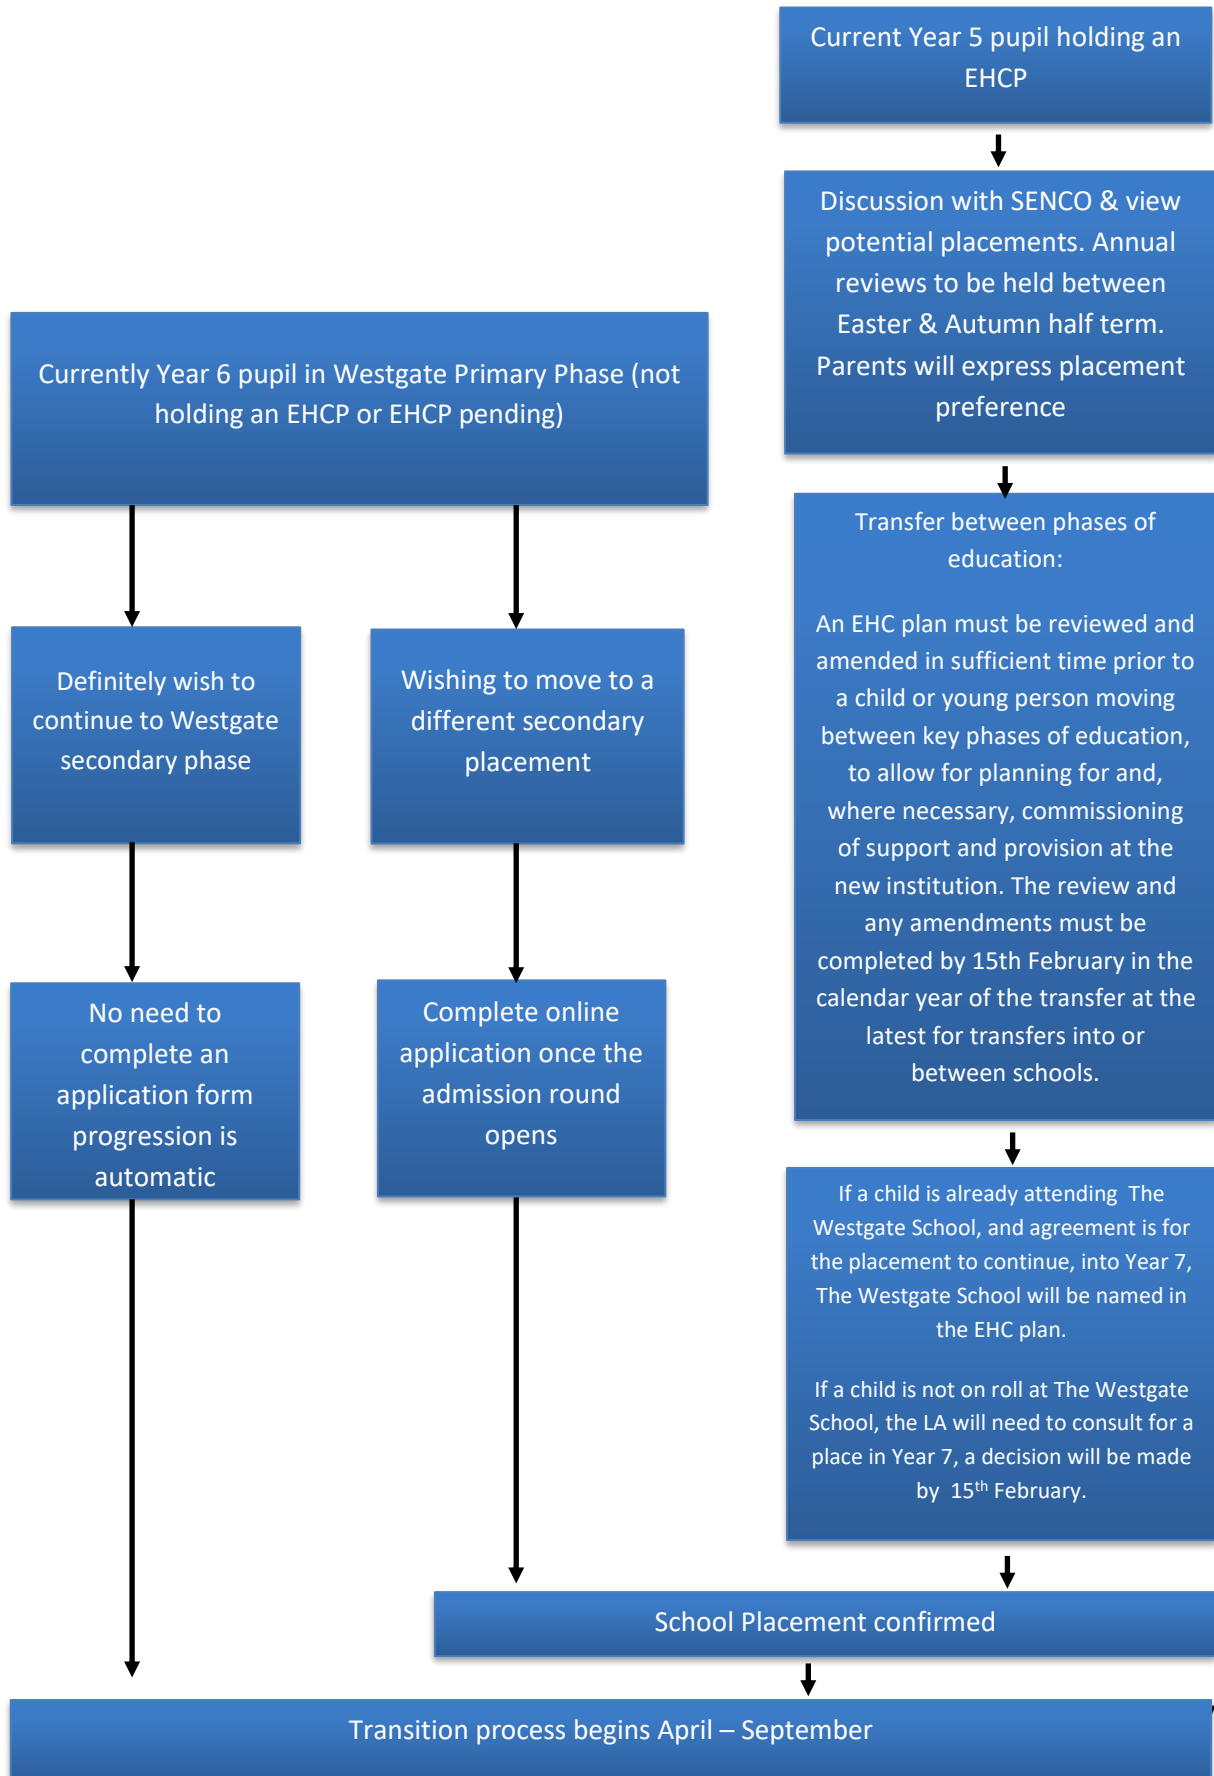 Current Year 5 pupil holding an
EHCP
Discussion with SENCO & view
potential placements. Annual
reviews to be held between
Easter & Autumn half term.
Parents will express placement
preference
Currently Year 6 pupil in Westgate Primary Phase (not
holding an EHCP or EHCP pending)
Transfer between phases of
education:
An EHC plan must be reviewed and
amended in sufficient time prior to
a child or young person moving
between key phases of education,
to allow for planning for and,
where necessary, commissioning
of support and provision at the
new institution. The review and
any amendments must be
completed by 15th February in the
calendar year of the transfer at the
latest for transfers into or
between schools.
Definitely wish to
continue to Westgate
secondary phase
Wishing to move to a
different secondary
placement
No need to
complete an
application form
progression is
automatic
Complete online
application once the
admission round
opens
If a child is already attending  The
Westgate School, and agreement is for
the placement to continue, into Year 7,
The Westgate School will be named in
the EHC plan.
If a child is not on roll at The Westgate
School, the LA will need to consult for a
place in Year 7, a decision will be made
by  15th February.
School Placement confirmed
Transition process begins April – September